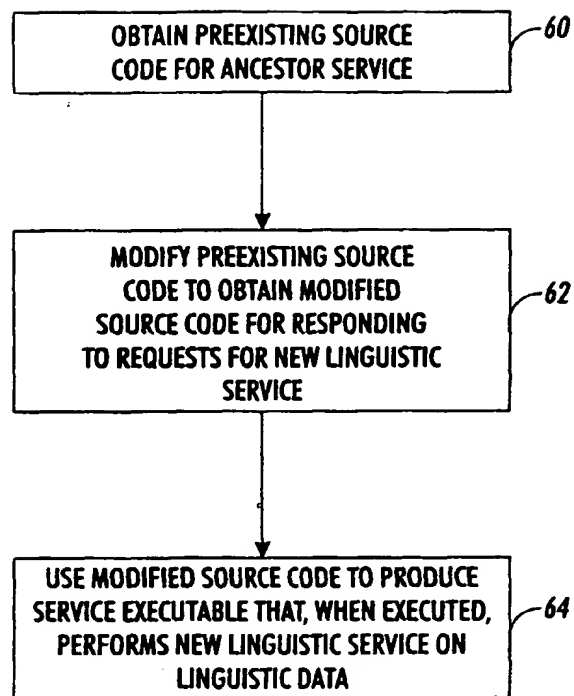 OBTAIN PREEXISTING SOURCE
CODE FOR ANCESTOR SERVICE
60
MODIFY PREEXISTING SOURCE
CODE TO OBTAIN MODIFIED
SOURCE CODE FOR RESPONDING
TO REQUESTS FOR NEW LINGUISTIC
SERVICE
62
USE MODIFIED SOURCE CODE TO PRODUCE
SERVICE EXECUTABLE THAT, WHEN EXECUTED,
PERFORMS NEW LINGUISTIC SERVICE ON
LINGUISTIC DATA
64